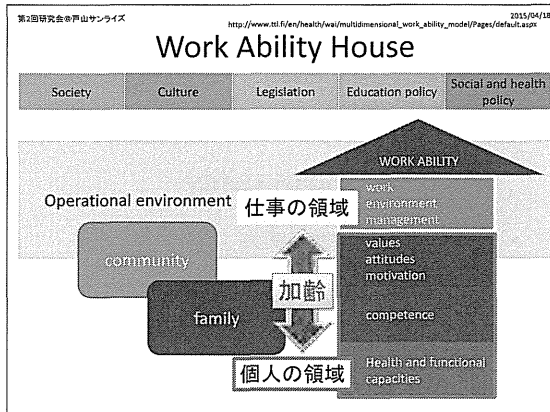 第2回研究会@戸山サンライズ
2015/04/18
http://www.ttl.fi/en/health/wai/multidimensional_work_ability_model/Pages/default.aspx
Work Ability House
Society
Culture
Legislation
Education policy
Social and health
policy
WORK ABILITY
work
environment
management
Operational environment
仕事の領域
values
attitudes
motivation
community
加齢
family
competence
個人の領域
Health and functional
capacities